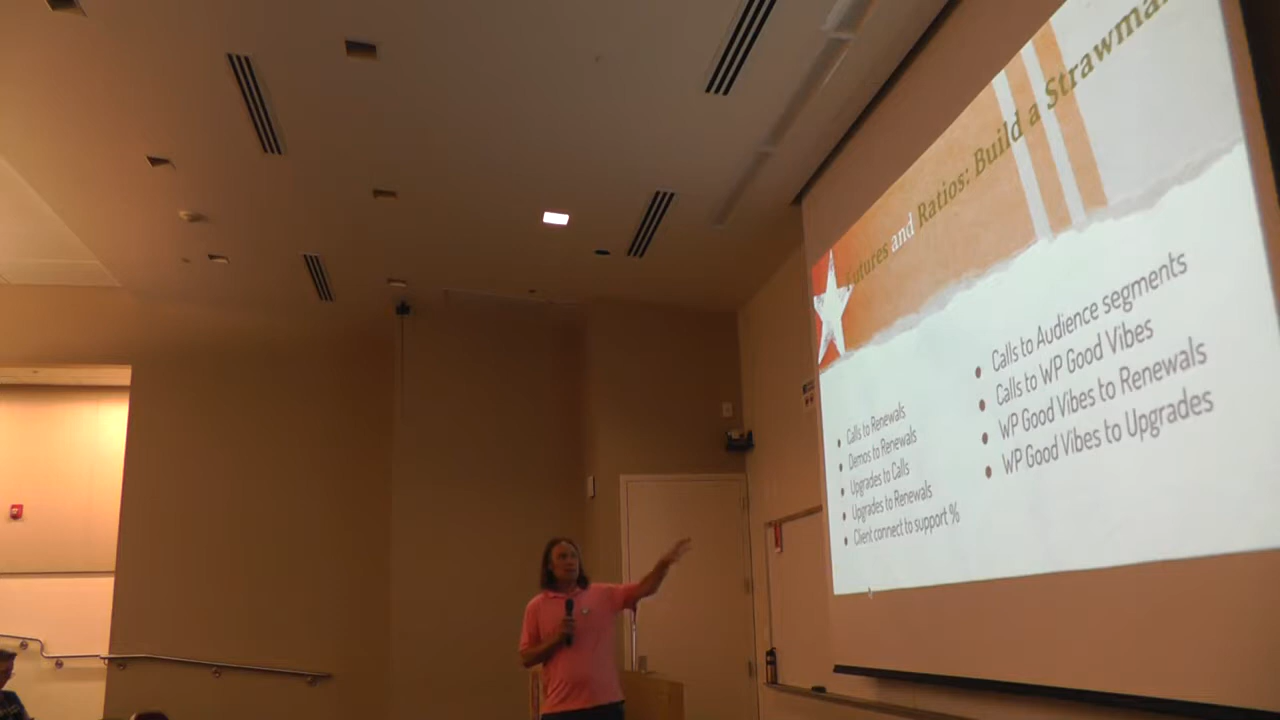 Futures and Ratios: Build a Strawman
Calls to Renewals
Demos to Renewals
Upgrades to Calls
Upgrades to Renewals
Client connect to support %
Calls to Audience segments
Calls to WP Good Vibes
WP Good Vibes to Renewals
WP Good Vibes to Upgrades